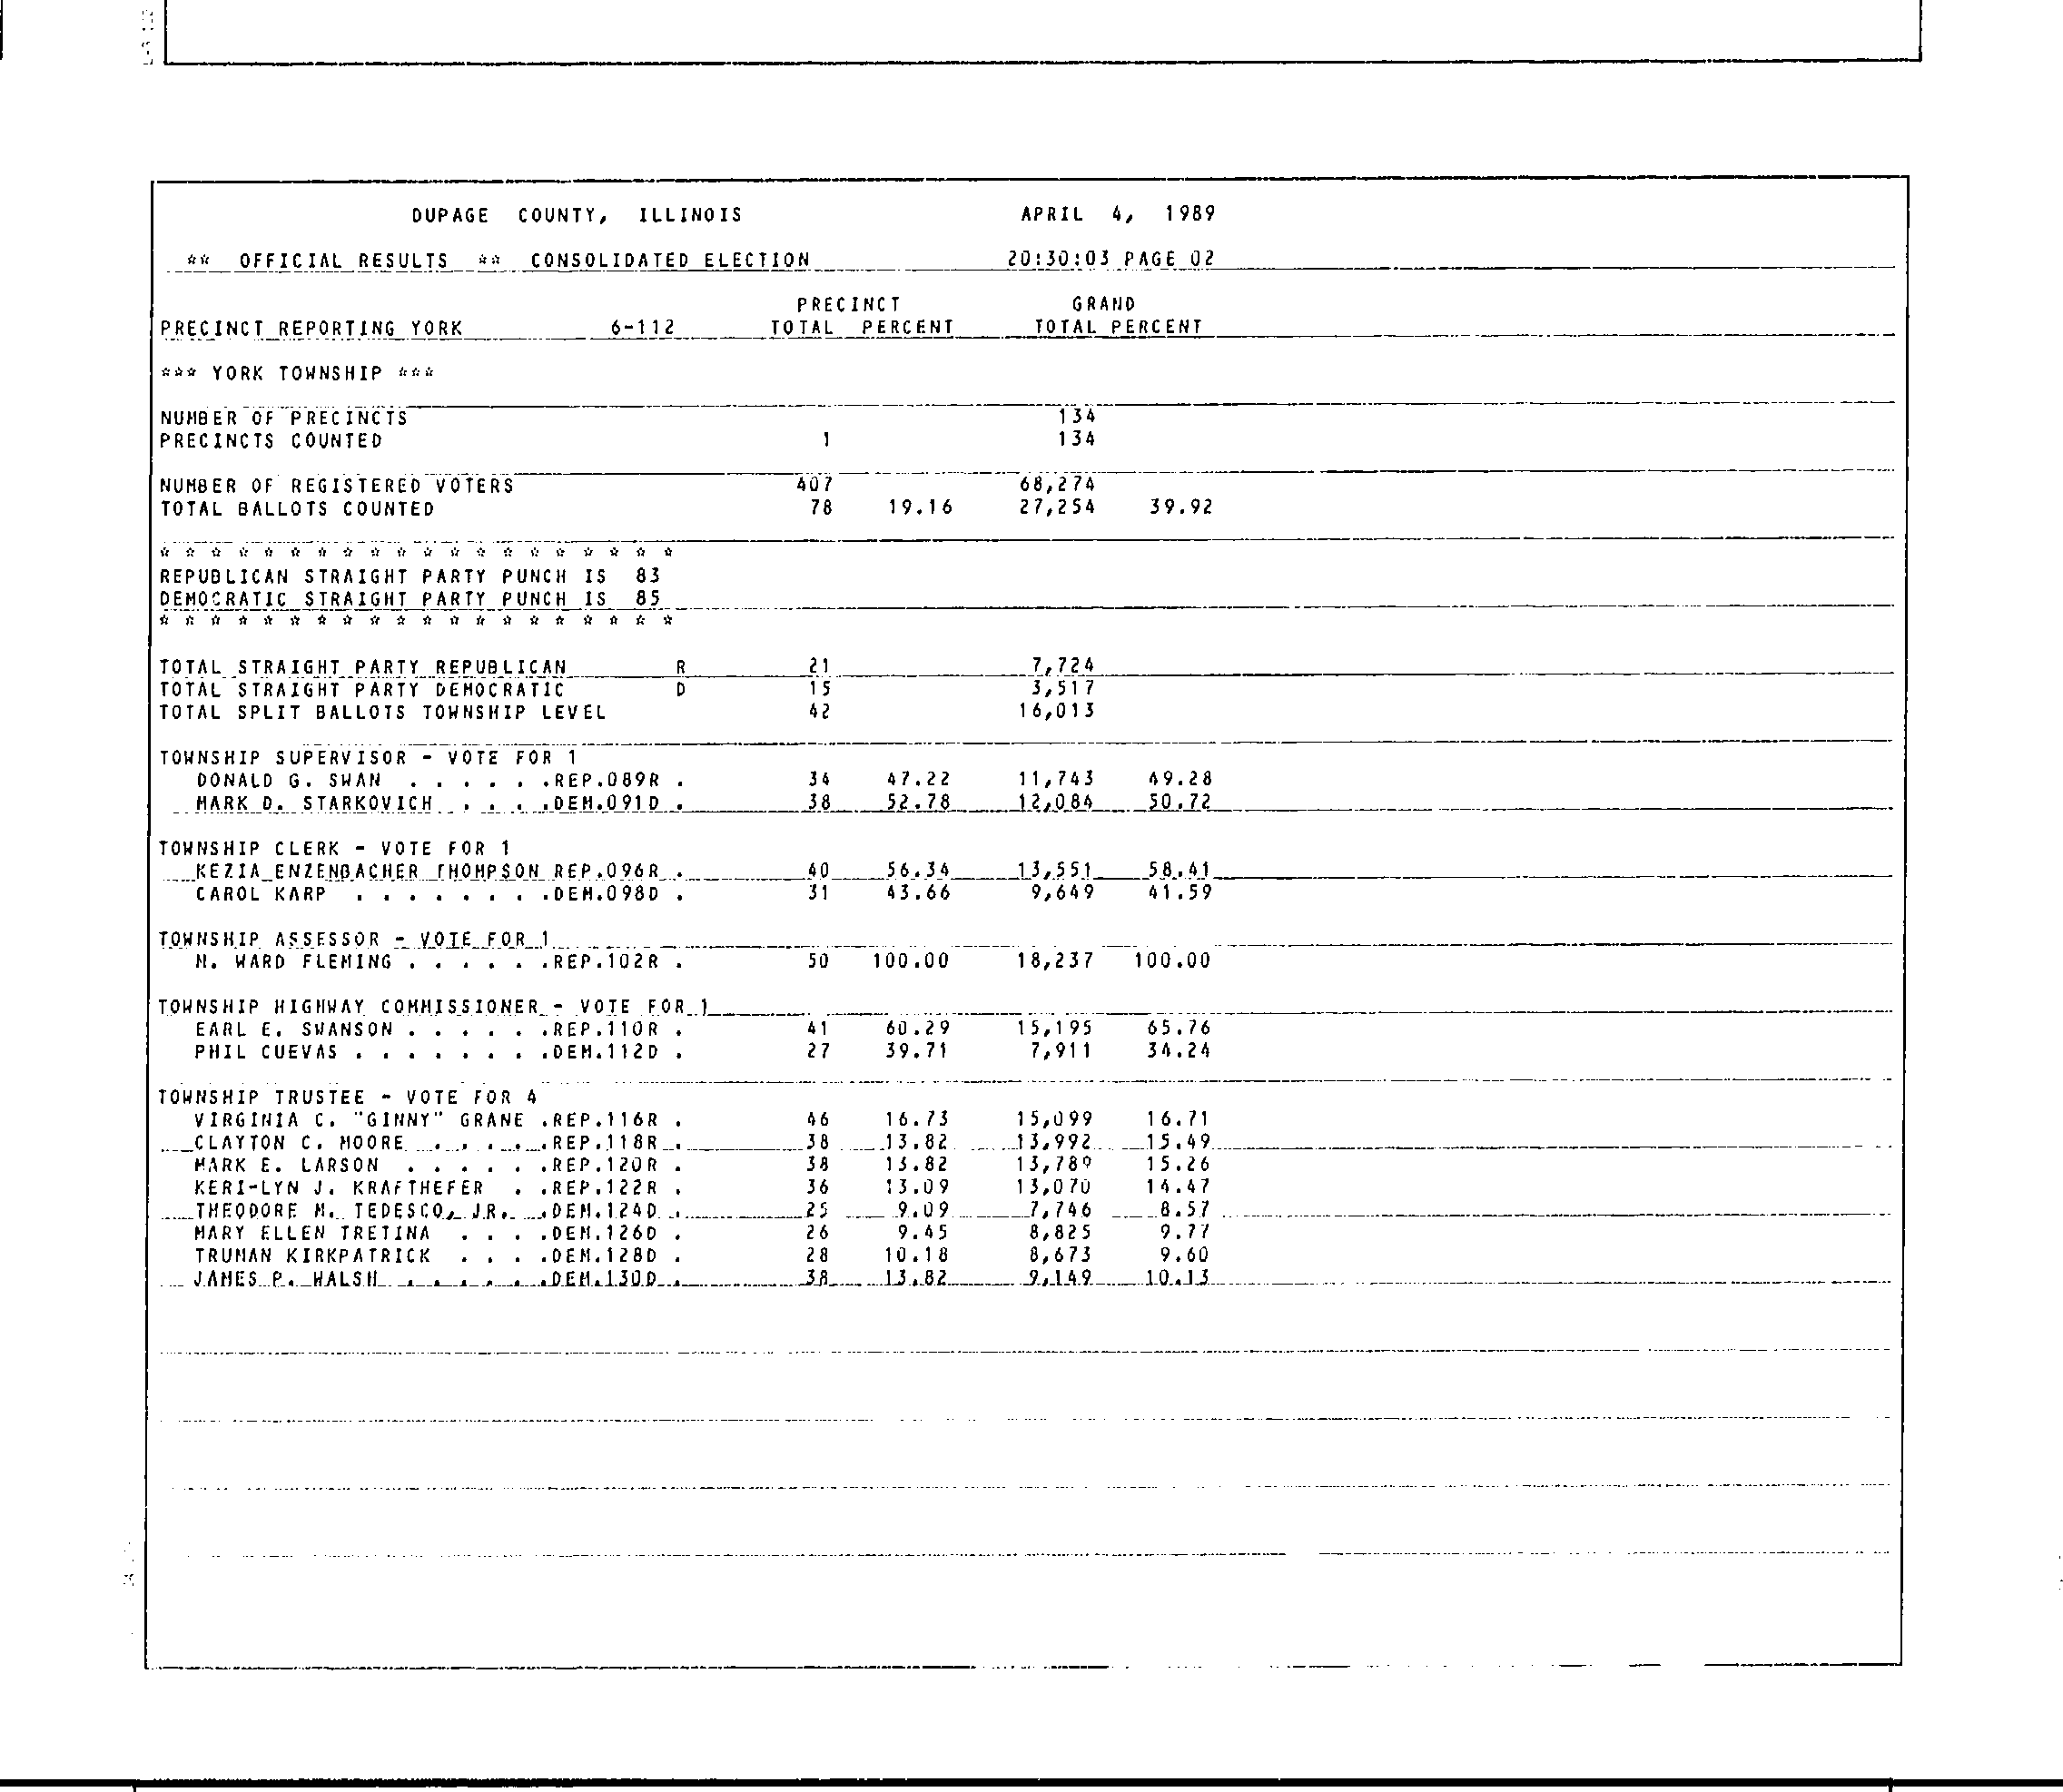 DUPAGE COUNTY, ILLINOIS APRIL 4, 1989
** OFFICIAL RESULTS ** CONSOLIDATED ELECTION 20:30:03 PAGE 02
PRECINCT GRAND
PRECINCT REPORTING YORK 6-112 TOTAL PERCENT TOTAL PERCENT
*** YORK TOWNSHIP ***
NUMBER OF PRECINCTS 134
PRECINCTS COUNTED 1 134
NUMBER OF REGISTERED VOTERS 407 68,274
TOTAL BALLOTS COUNTED 78 19.16 27,254 39.92
* * * * * * * * * * * * * * * * * * * *
REPUBLICAN STRAIGHT PARTY PUNCH IS 83
DEMOCRATIC STRAIGHT PARTY PUNCH IS 85
* * * * * * * * * * * * * * * * * * * *
TOTAL STRAIGHT PARTY REPUBLICAN R 21 7,724
TOTAL STRAIGHT PARTY DEMOCRATIC D 15 3,517
TOTAL SPLIT BALLOTS TOWNSHIP LEVEL 42 16,013
TOWNSHIP SUPERVISOR - VOTE FOR 1
DONALD G. SWAN . . . . . .REP.089R . 34 47.22 11,743 49.28
MARK D. STARKOVICH . . . .DEM.091D . 38 52.78 12,084 50.72
TOWNSHIP CLERK - VOTE FOR 1
KEZIA ENZENBACHER THOMPSON REP.096R . 40 56.34 13,551 58.41
CAROL KARP . . . . . . . .DEM.098D . 31 43.66 9,649 41.59
TOWNSHIP ASSESSOR - VOTE FOR 1
M. WARD FLEMING . . . . . .REP.102R . 50 100.00 18,237 100.00
TOWNSHIP HIGHWAY COMMISSIONER - VOTE FOR 1
EARL E. SWANSON . . . . . .REP.110R . 41 60.29 15,195 65.76
PHIL CUEVAS . . . . . . . .DEM.112D . 27 39.71 7,911 34.24
TOWNSHIP TRUSTEE - VOTE FOR 4
VIRGINIA C. "GINNY" GRANE .REP.116R . 46 16.73 15,099 16.71
CLAYTON C. MOORE . . . . .REP.118R . 38 13.82 13,992 15.49
MARK E. LARSON . . . . . .REP.120R . 38 13.82 13,789 15.26
KERI-LYN J. KRAFTHEFER . .REP.122R . 36 13.09 13,070 14.47
THEODORE M. TEDESCO, JR. .DEM.124D . 25 9.09 7,746 8.57
MARY ELLEN TRETINA . . . .DEM.126D . 26 9.45 8,825 9.77
TRUMAN KIRKPATRICK . . . .DEM.128D . 28 10.18 8,673 9.60
JAMES P. WALSH . . . . . .DEM.130D . 38 13.82 9,149 10.13